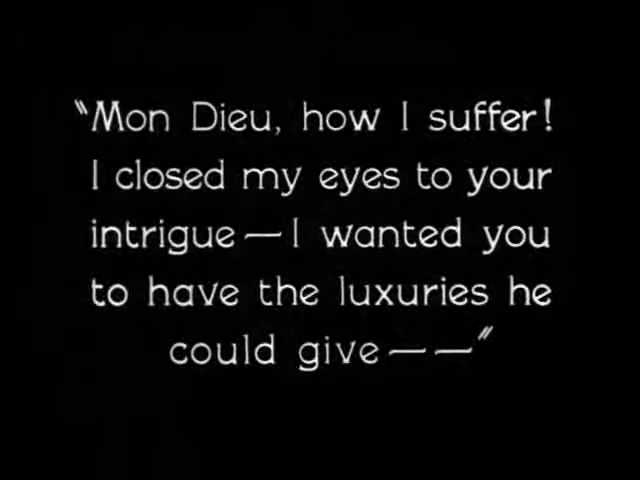 "Mon Dieu, how I suffer!
I closed my eyes to your
intrigue — I wanted you
to have the luxuries he
could give — — "